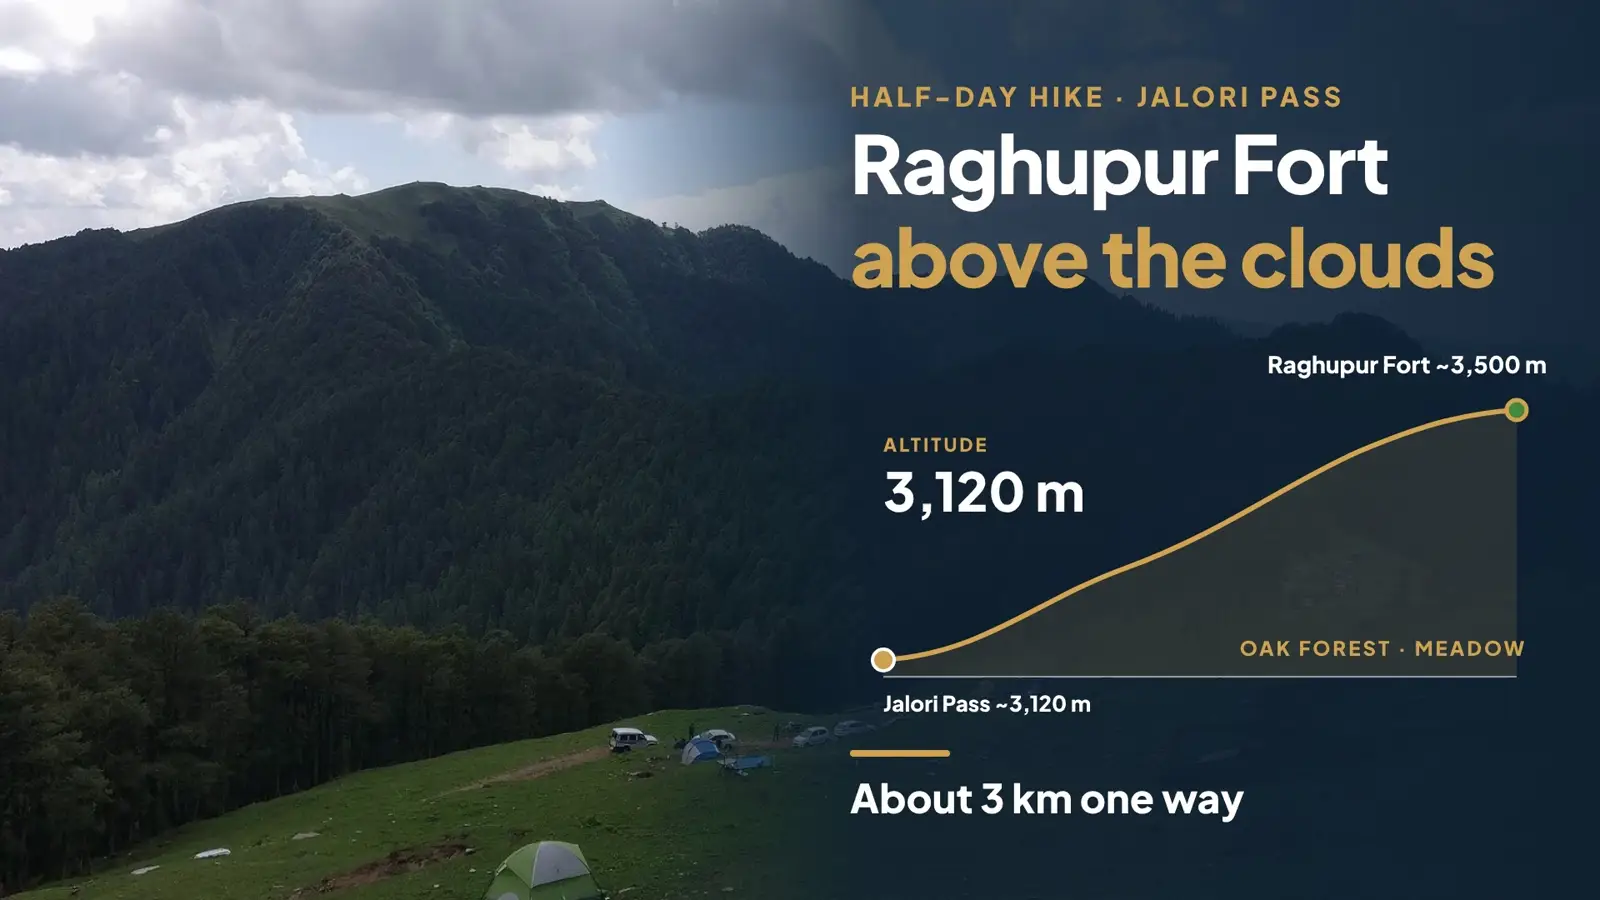 HALF-DAY HIKE · JALORI PASS
Raghupur Fort
above the clouds
Raghupur Fort ~3,500 m
ALTITUDE
3,120 m
OAK FOREST · MEADOW
Jalori Pass ~3,120 m
About 3 km one way